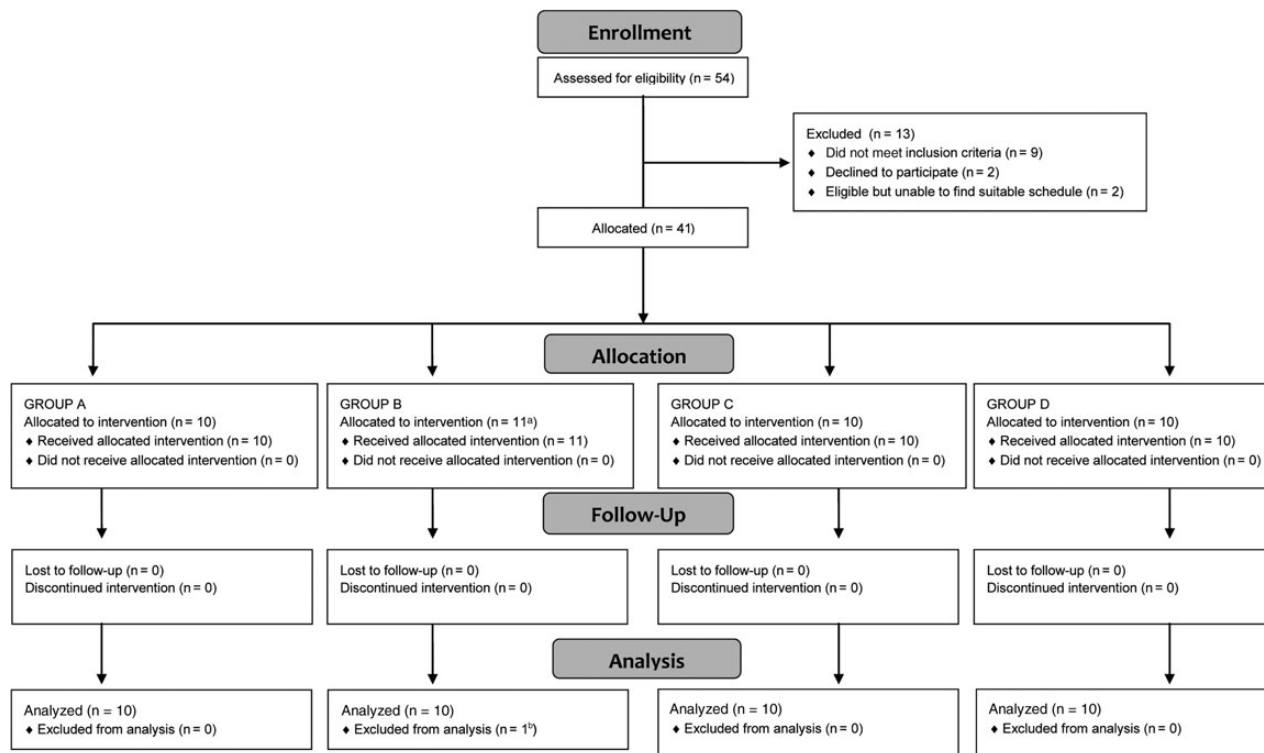 Enrollment
Assessed for eligibility (n = 54)
Excluded (n = 13)
♦ Did not meet inclusion criteria (n = 9)
♦ Declined to participate (n = 2)
♦ Eligible but unable to find suitable schedule (n = 2)
Allocated (n = 41)
Allocation
GROUP A
Allocated to intervention (n = 10)
♦ Received allocated intervention (n = 10)
♦ Did not receive allocated intervention (n = 0)
GROUP B
Allocated to intervention (n = 11ᵃ)
♦ Received allocated intervention (n = 11)
♦ Did not receive allocated intervention (n = 0)
GROUP C
Allocated to intervention (n = 10)
♦ Received allocated intervention (n = 10)
♦ Did not receive allocated intervention (n = 0)
GROUP D
Allocated to intervention (n = 10)
♦ Received allocated intervention (n = 10)
♦ Did not receive allocated intervention (n = 0)
Follow-Up
Lost to follow-up (n = 0)
Discontinued intervention (n = 0)
Lost to follow-up (n = 0)
Discontinued intervention (n = 0)
Lost to follow-up (n = 0)
Discontinued intervention (n = 0)
Lost to follow-up (n = 0)
Discontinued intervention (n = 0)
Analysis
Analyzed (n = 10)
♦ Excluded from analysis (n = 0)
Analyzed (n = 10)
♦ Excluded from analysis (n = 1ᵇ)
Analyzed (n = 10)
♦ Excluded from analysis (n = 0)
Analyzed (n = 10)
♦ Excluded from analysis (n = 0)